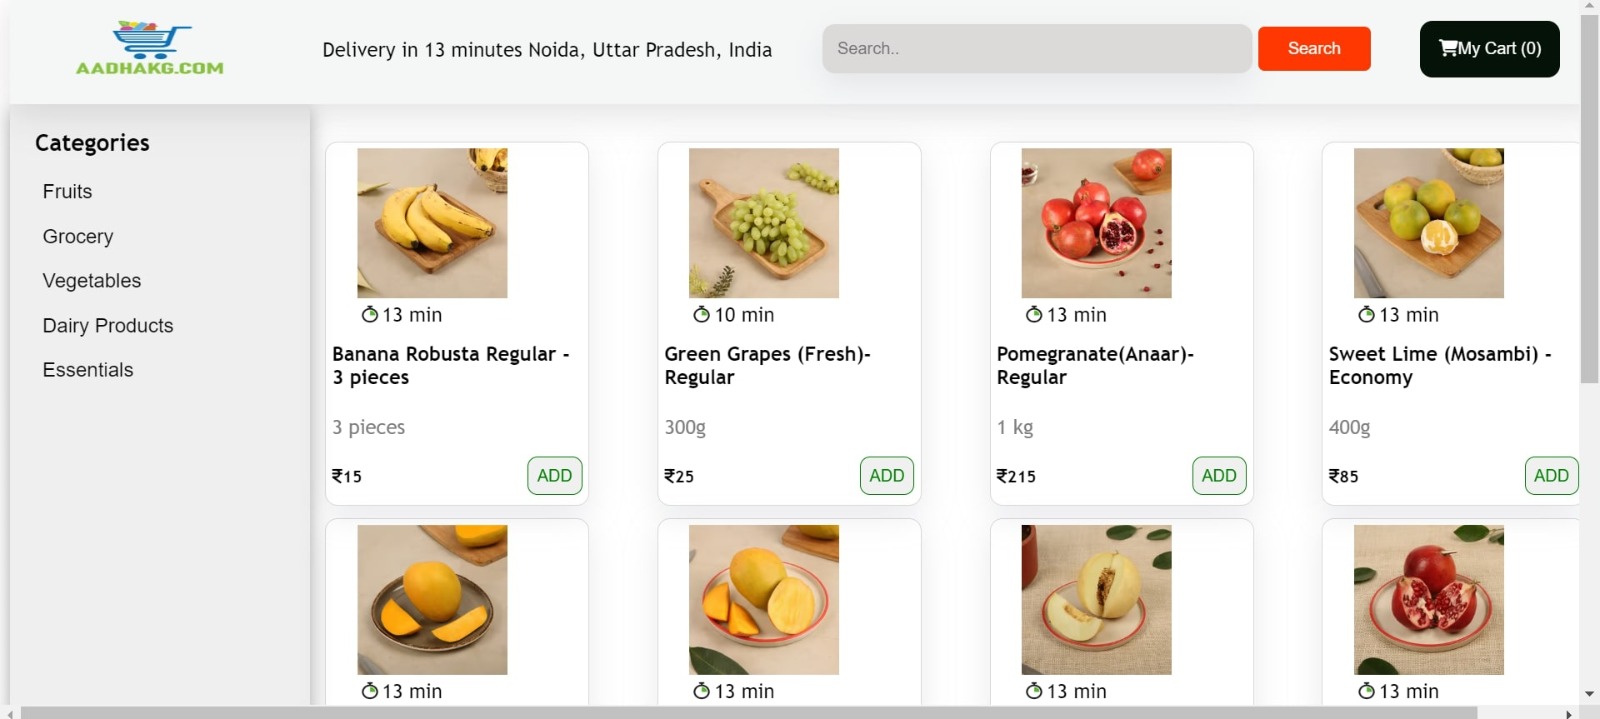 AADHAKG.COM
Delivery in 13 minutes Noida, Uttar Pradesh, India
Search..
Search
My Cart (0)
Categories
Fruits
Grocery
Vegetables
Dairy Products
Essentials
13 min
Banana Robusta Regular -
3 pieces
3 pieces
₹15
ADD
10 min
Green Grapes (Fresh)-
Regular
300g
₹25
ADD
13 min
Pomegranate(Anaar)-
Regular
1 kg
₹215
ADD
13 min
Sweet Lime (Mosambi) -
Economy
400g
₹85
ADD
13 min
13 min
13 min
13 min